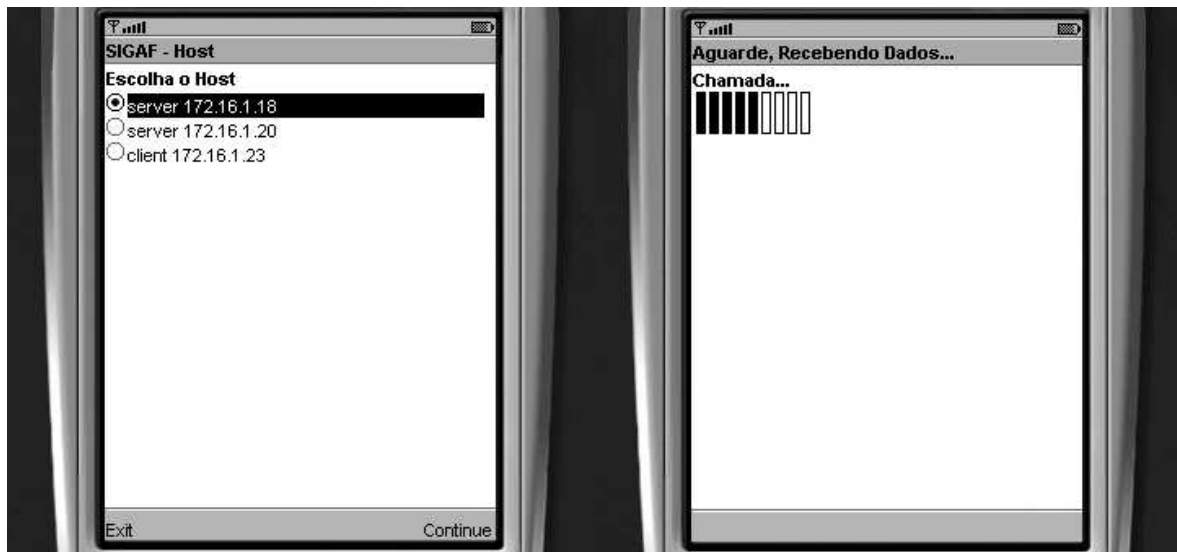 SIGAF - Host
Escolha o Host
server 172.16.1.18
server 172.16.1.20
client 172.16.1.23
Exit Continue
Aguarde, Recebendo Dados...
Chamada...